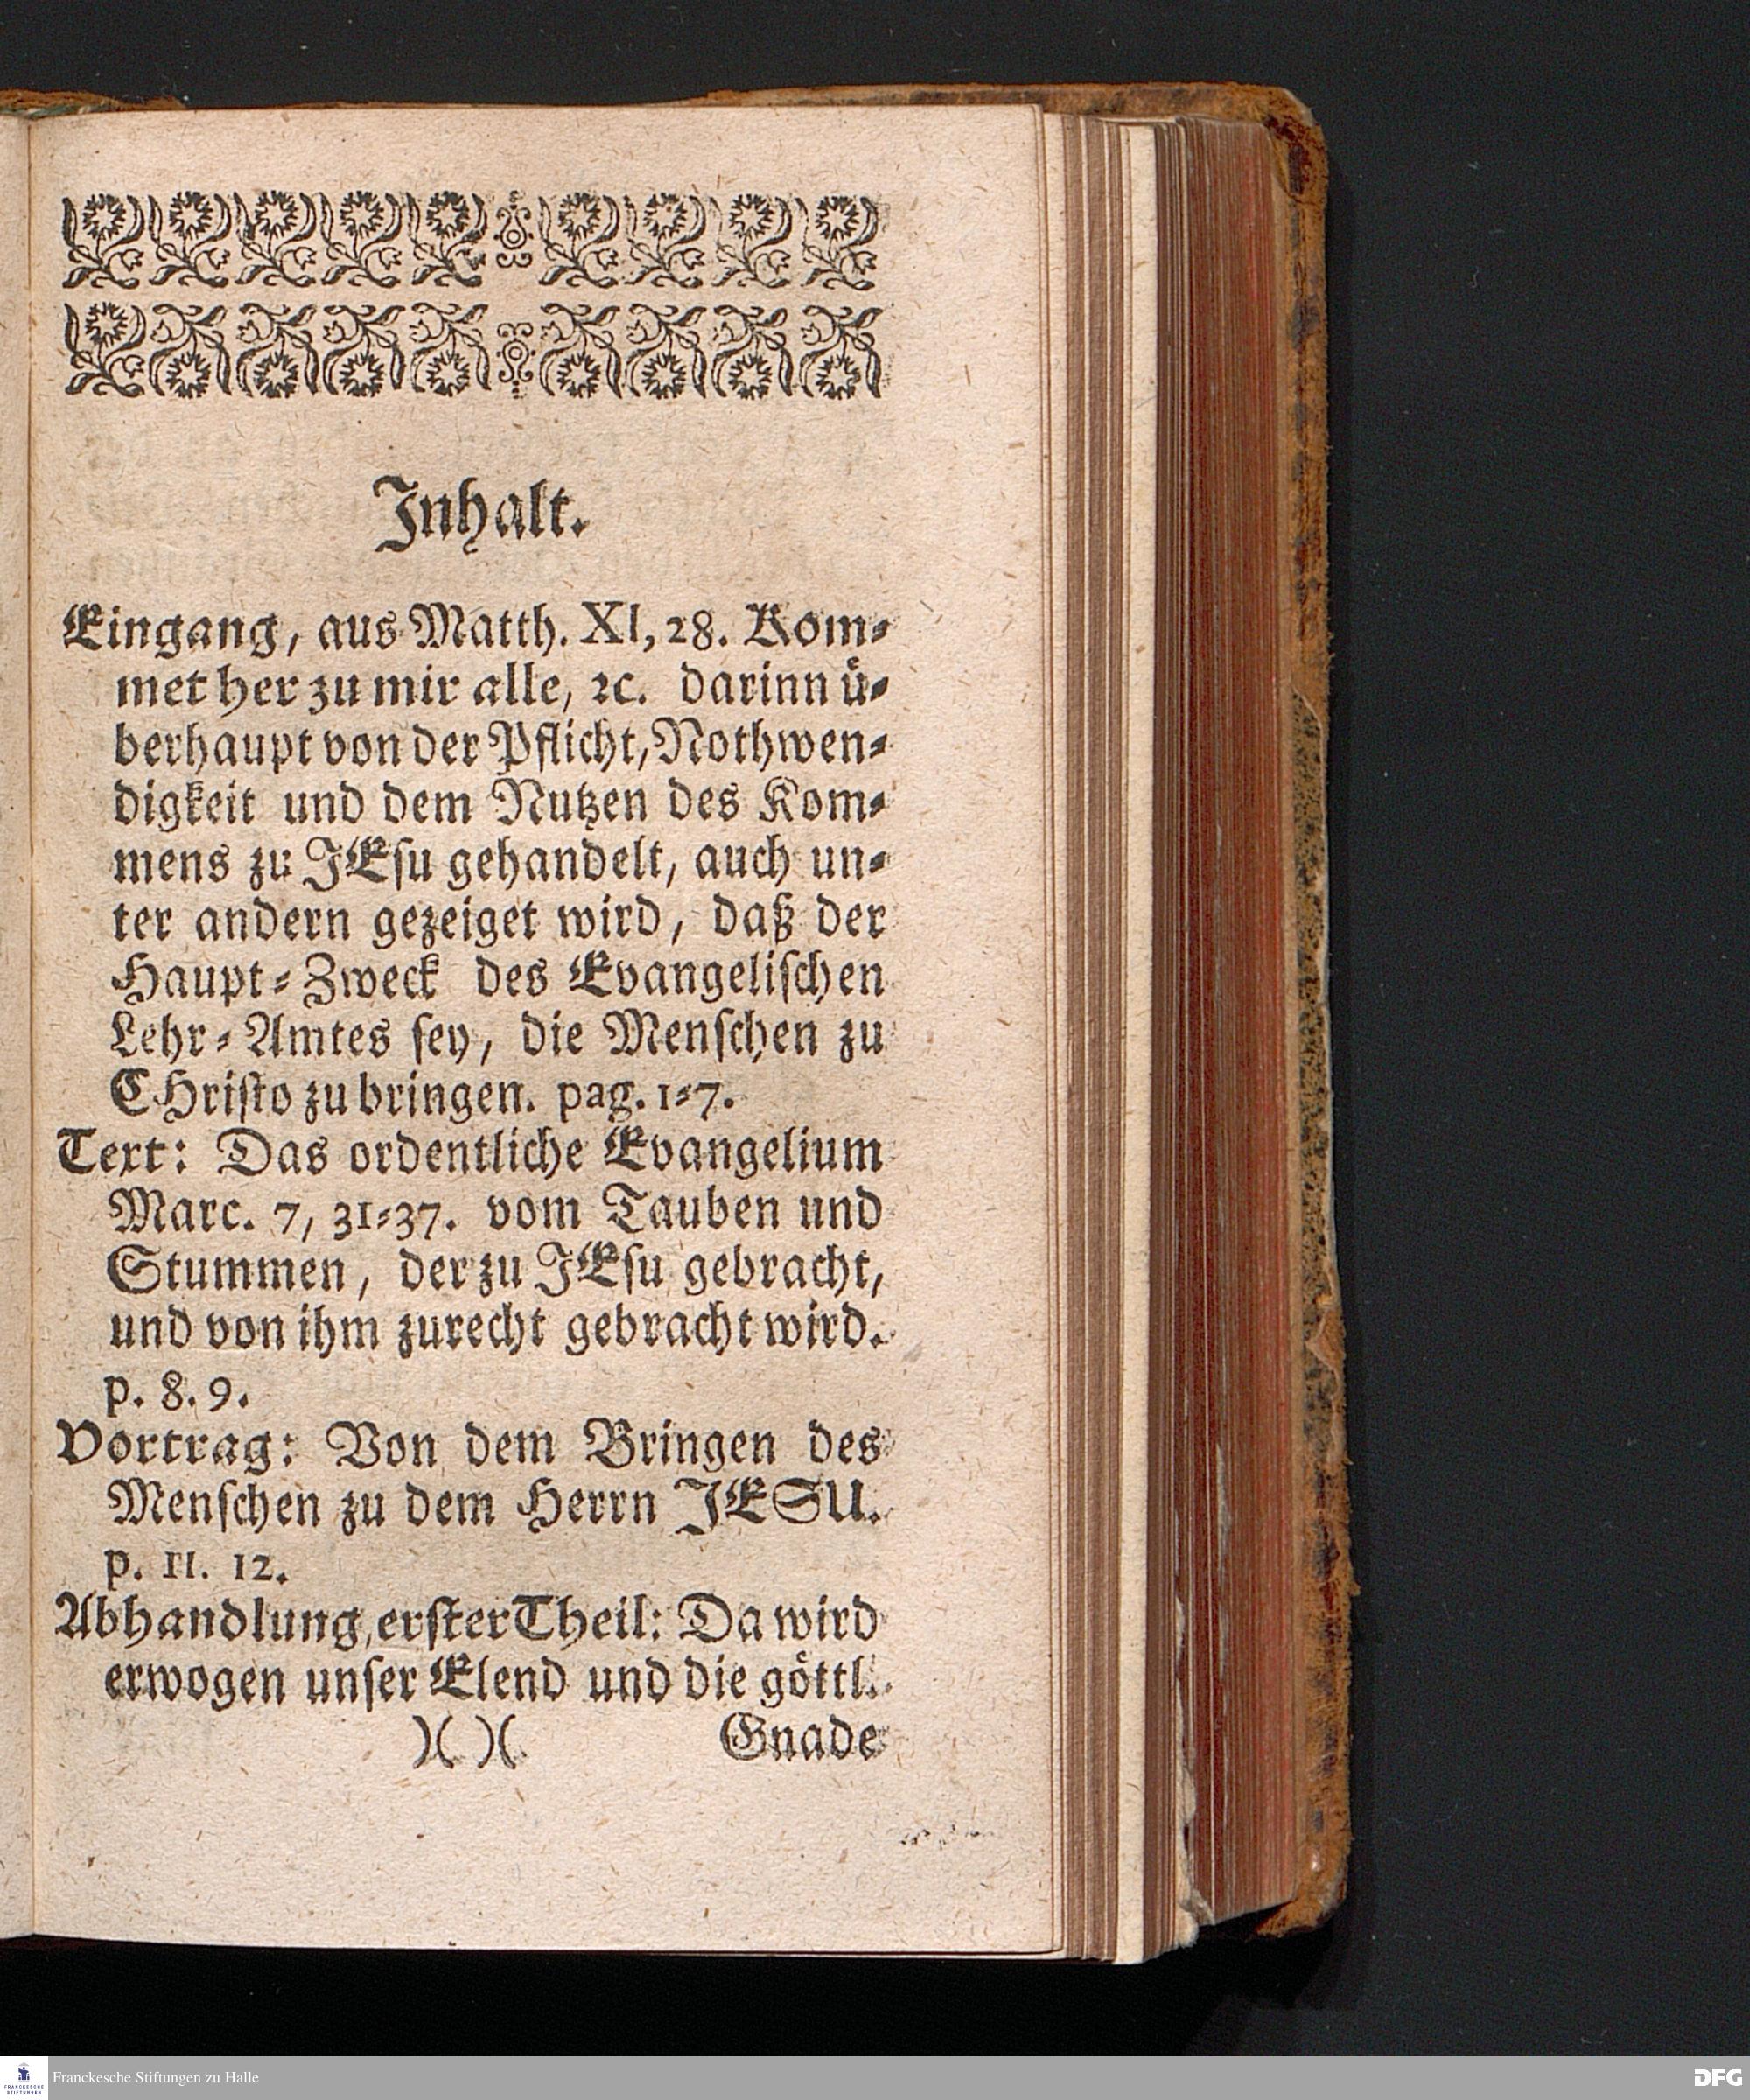 Inhalt.
Eingang, aus Matth. XI, 28. Kom-
met her zu mir alle, ꝛc. darinn ü-
berhaupt von der Pflicht, Nothwen-
digkeit und dem Nutzen des Kom-
mens zu JEsu gehandelt, auch un-
ter andern gezeiget wird, daß der
Haupt-Zweck des Evangelischen
Lehr-Amtes sey, die Menschen zu
CHristo zu bringen. pag. 1-7.
Text: Das ordentliche Evangelium
Marc. 7, 31-37. vom Tauben und
Stummen, der zu JEsu gebracht,
und von ihm zurecht gebracht wird.
p. 8. 9.
Vortrag: Von dem Bringen des
Menschen zu dem Herrn JESU.
p. 11. 12.
Abhandlung, erster Theil: Da wird
erwogen unser Elend und die göttl.
)( )( Gnade
FRANCKESCHE STIFTUNGEN
Franckesche Stiftungen zu Halle
DFG